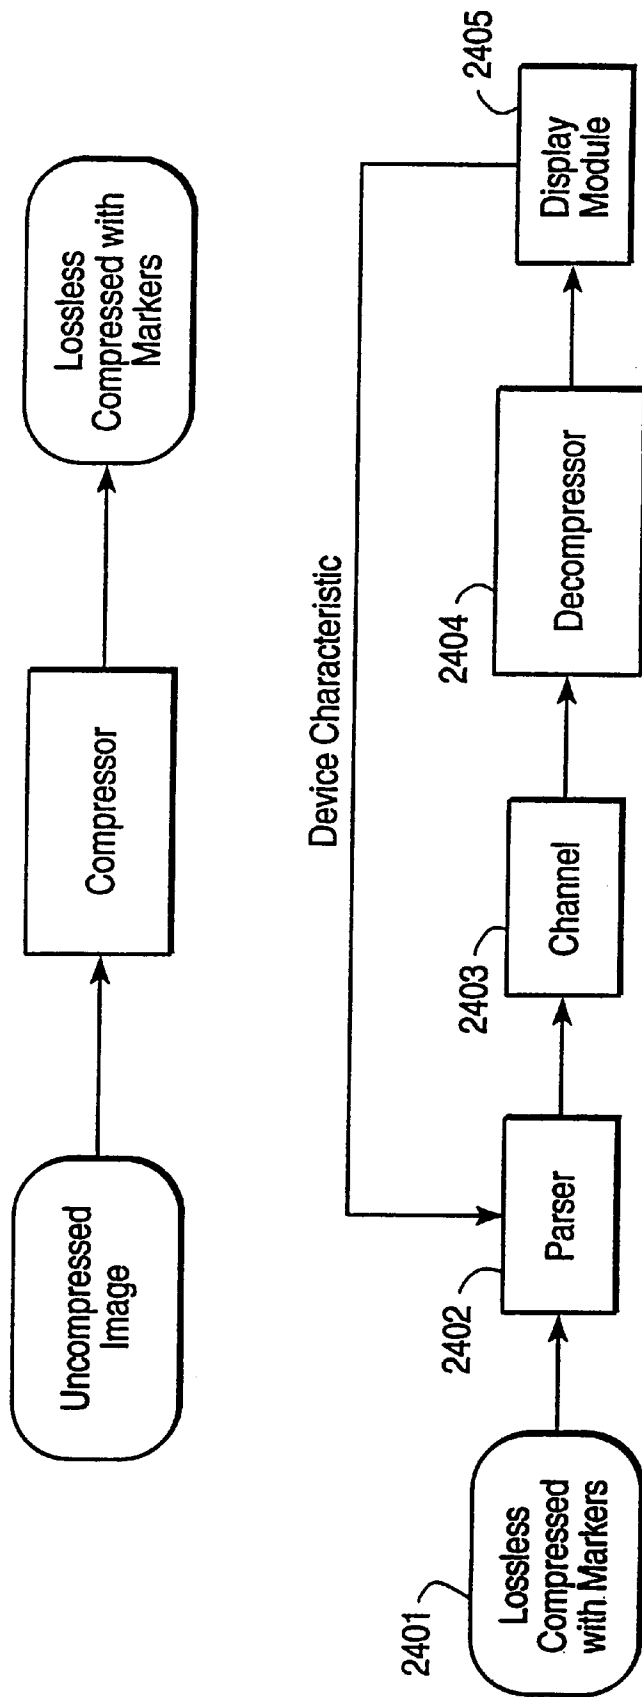 Uncompressed
Image
Compressor
Lossless
Compressed with
Markers
Device Characteristic
2401
Lossless
Compressed
with Markers
2402
Parser
2403
Channel
2404
Decompressor
2405
Display
Module